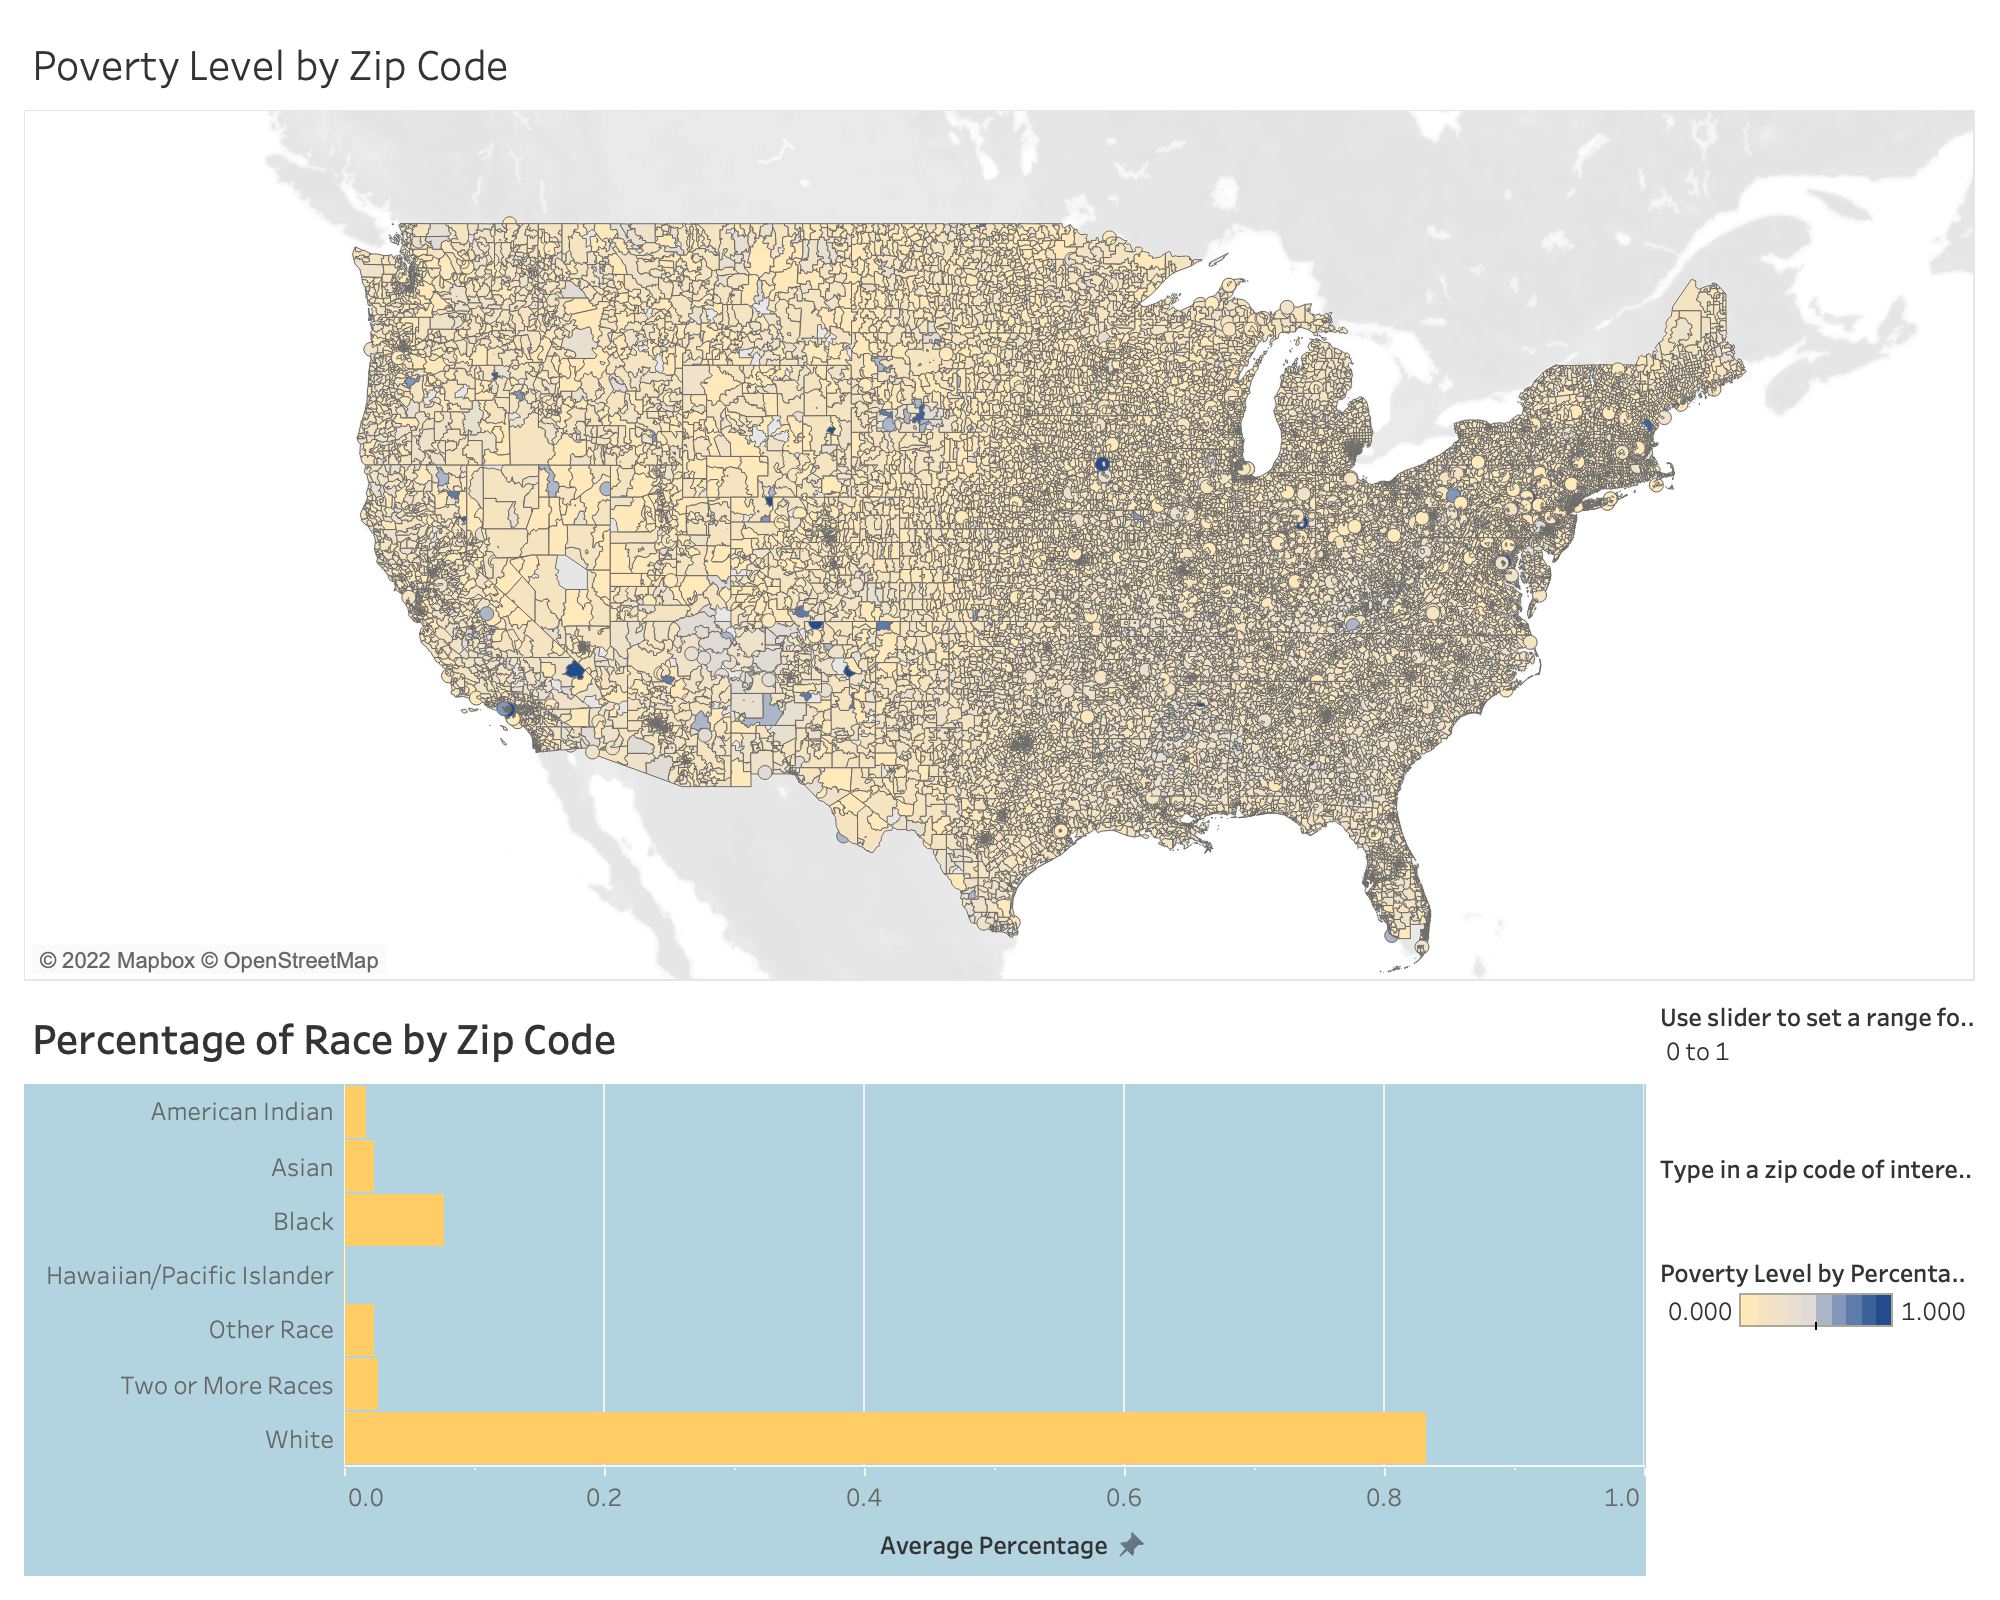 Poverty Level by Zip Code
© 2022 Mapbox © OpenStreetMap
Percentage of Race by Zip Code
Use slider to set a range fo..
0 to 1
American Indian
Asian
Black
Hawaiian/Pacific Islander
Other Race
Two or More Races
White
0.0 0.2 0.4 0.6 0.8 1.0
Average Percentage
Type in a zip code of intere..
Poverty Level by Percenta..
0.000 1.000